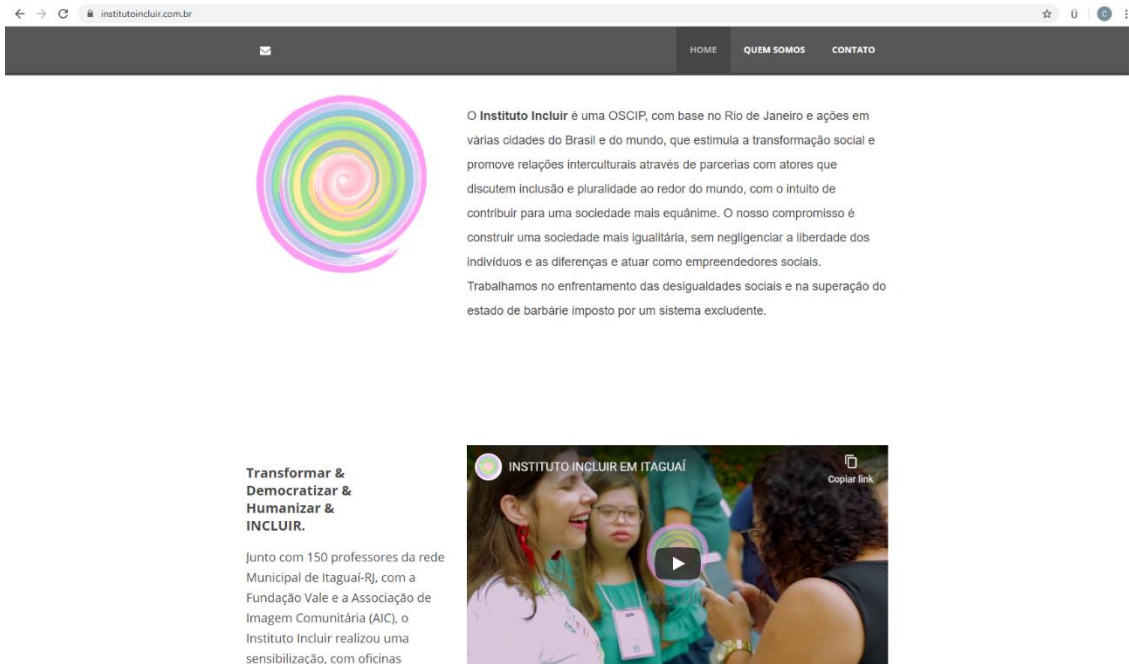 institutoincluir.com.br
Ü
C
HOME QUEM SOMOS CONTATO
O Instituto Incluir é uma OSCIP, com base no Rio de Janeiro e ações em
várias cidades do Brasil e do mundo, que estimula a transformação social e
promove relações interculturais através de parcerias com atores que
discutem inclusão e pluralidade ao redor do mundo, com o intuito de
contribuir para uma sociedade mais equânime. O nosso compromisso é
construir uma sociedade mais igualitária, sem negligenciar a liberdade dos
indivíduos e as diferenças e atuar como empreendedores sociais.
Trabalhamos no enfrentamento das desigualdades sociais e na superação do
estado de barbárie imposto por um sistema excludente.
Transformar &
Democratizar &
Humanizar &
INCLUIR.
Junto com 150 professores da rede
Municipal de Itaguaí-RJ, com a
Fundação Vale e a Associação de
Imagem Comunitária (AIC), o
Instituto Incluir realizou uma
sensibilização, com oficinas
INSTITUTO INCLUIR EM ITAGUAÍ
Copiar link